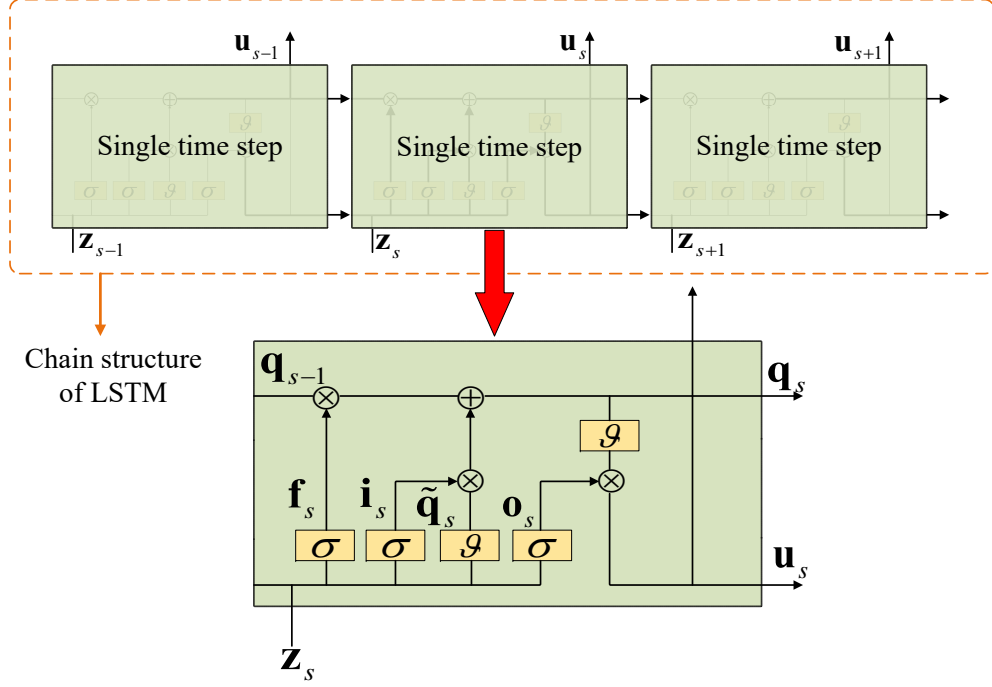 u_{s-1} u_s u_{s+1}
Single time step Single time step Single time step
σ σ ϑ σ ϑ σ σ ϑ σ ϑ σ σ ϑ σ ϑ
z_{s-1} z_s z_{s+1}
Chain structure
of LSTM
q_{s-1} q_s
ϑ
f_s i_s q̃_s o_s
σ σ ϑ σ
u_s
z_s